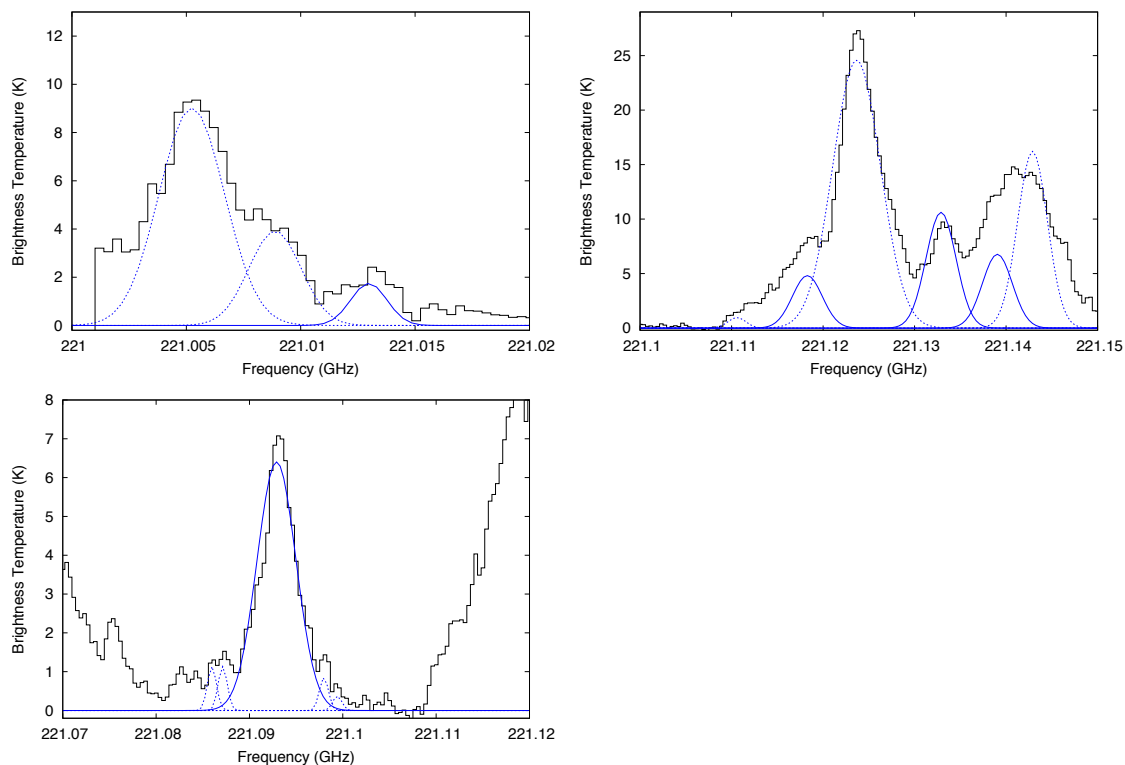 12
10
8
6
4
2
0
Brightness Temperature (K)
221 221.005 221.01 221.015 221.02
Frequency (GHz)
25
20
15
10
5
0
Brightness Temperature (K)
221.1 221.11 221.12 221.13 221.14 221.15
Frequency (GHz)
8
7
6
5
4
3
2
1
0
Brightness Temperature (K)
221.07 221.08 221.09 221.1 221.11 221.12
Frequency (GHz)